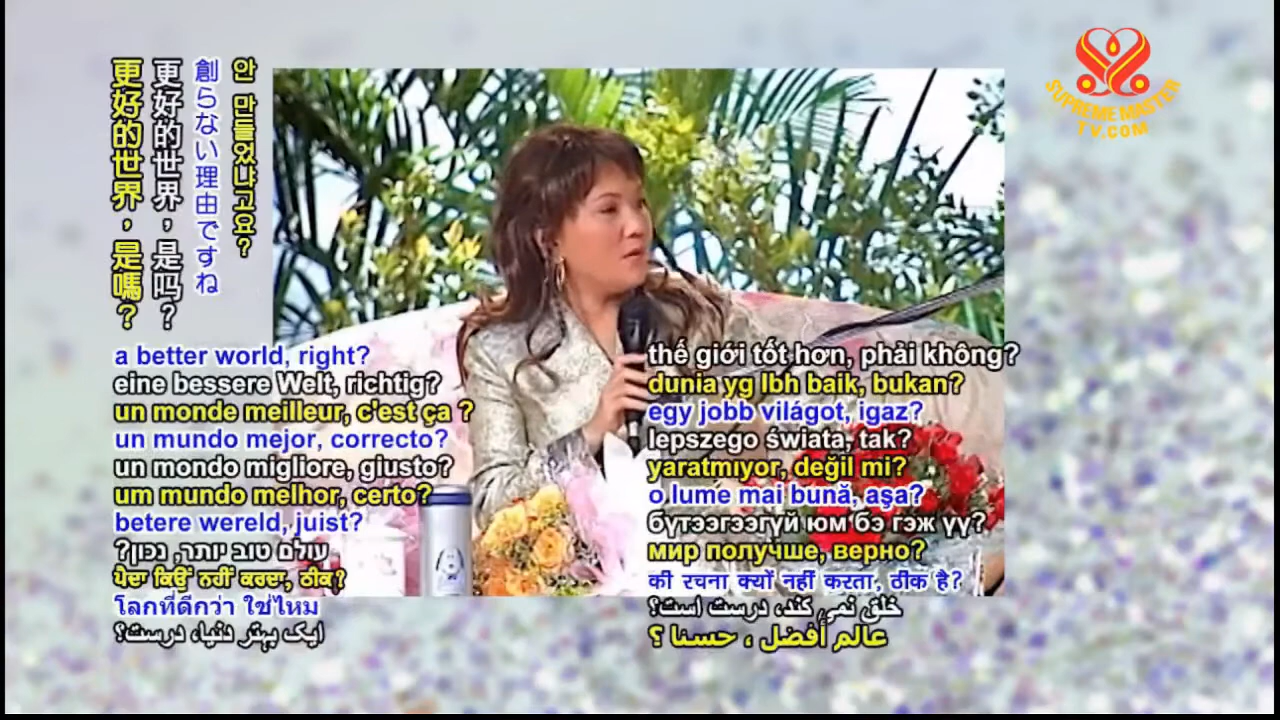 更好的世界，是嗎？
更好的世界，是吗？
創らない理由ですね
안 만들었냐고요?
SUPREME MASTER
TV.COM
a better world, right?
eine bessere Welt, richtig?
un monde meilleur, c'est ça ?
un mundo mejor, correcto?
un mondo migliore, giusto?
um mundo melhor, certo?
betere wereld, juist?
עולם טוב יותר, נכון?
ਪੈਦਾ ਕਿਉਂ ਨਹੀਂ ਕਰਦਾ, ਠੀਕ?
โลกที่ดีกว่า ใช่ไหม
ایک بہتر دنیا، درست؟
thế giới tốt hơn, phải không?
dunia yg lbh baik, bukan?
egy jobb világot, igaz?
lepszego świata, tak?
yaratmıyor, değil mi?
o lume mai bună, aşa?
бүтээгээгүй юм бэ гэж үү?
мир получше, верно?
की रचना क्यों नहीं करता, ठीक है?
خلق نمی کند، درست است؟
عالم أفضل ، حسنا ؟